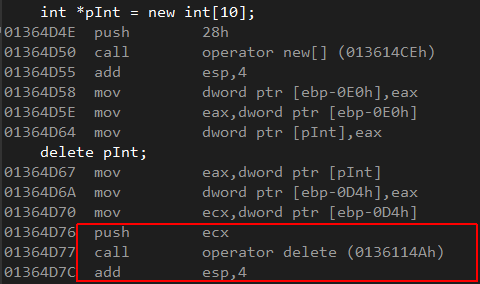 int *pInt = new int[10];
01364D4E push 28h
01364D50 call operator new[] (013614CEh)
01364D55 add esp,4
01364D58 mov dword ptr [ebp-0E0h],eax
01364D5E mov eax,dword ptr [ebp-0E0h]
01364D64 mov dword ptr [pInt],eax
delete pInt;
01364D67 mov eax,dword ptr [pInt]
01364D6A mov dword ptr [ebp-0D4h],eax
01364D70 mov ecx,dword ptr [ebp-0D4h]
01364D76 push ecx
01364D77 call operator delete (0136114Ah)
01364D7C add esp,4